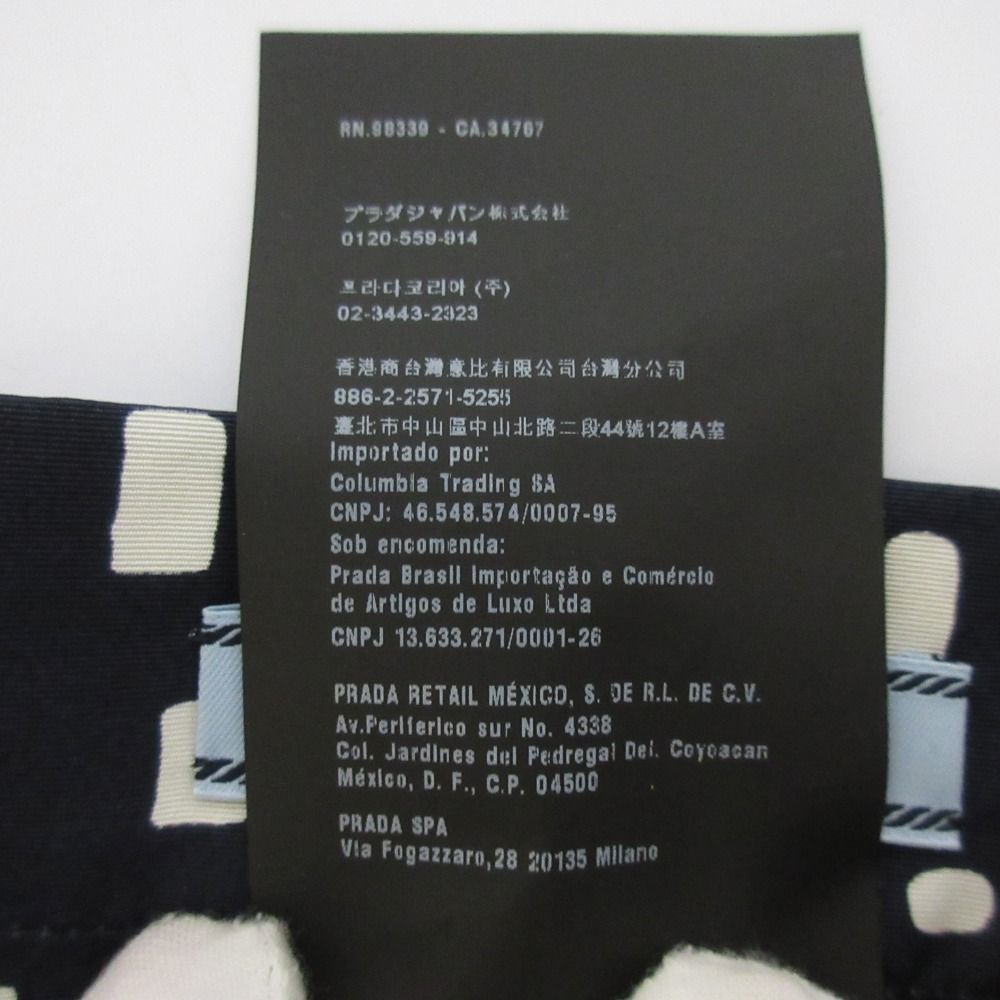 RN.98339 - CA.34767
プラダジャパン株式会社
0120-559-914
프라다코리아 (주)
02-3443-2323
香港商台灣意比有限公司台灣分公司
886-2-2571-5255
臺北市中山區中山北路二段44號12樓A室
Importado por:
Columbia Trading SA
CNPJ: 46.548.574/0007-95
Sob encomenda:
Prada Brasil Importação e Comércio
de Artigos de Luxo Ltda
CNPJ 13.633.271/0001-26
PRADA RETAIL MÉXICO, S. DE R.L. DE C.V.
Av.Periferico sur No. 4338
Col. Jardines del Pedregal Del. Coyoacan
México, D. F., C.P. 04500
PRADA SPA
Via Fogazzaro,28 20135 Milano